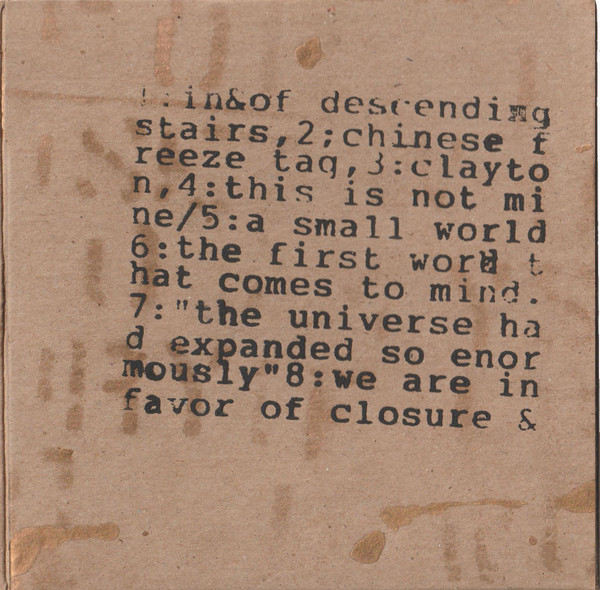 1:in&of descending
stairs,2;chinese f
reeze tag,3:clayto
n,4:this is not mi
ne/5:a small world
6:the first word t
hat comes to mind.
7:"the universe ha
d expanded so enor
mously"8:we are in
favor of closure &